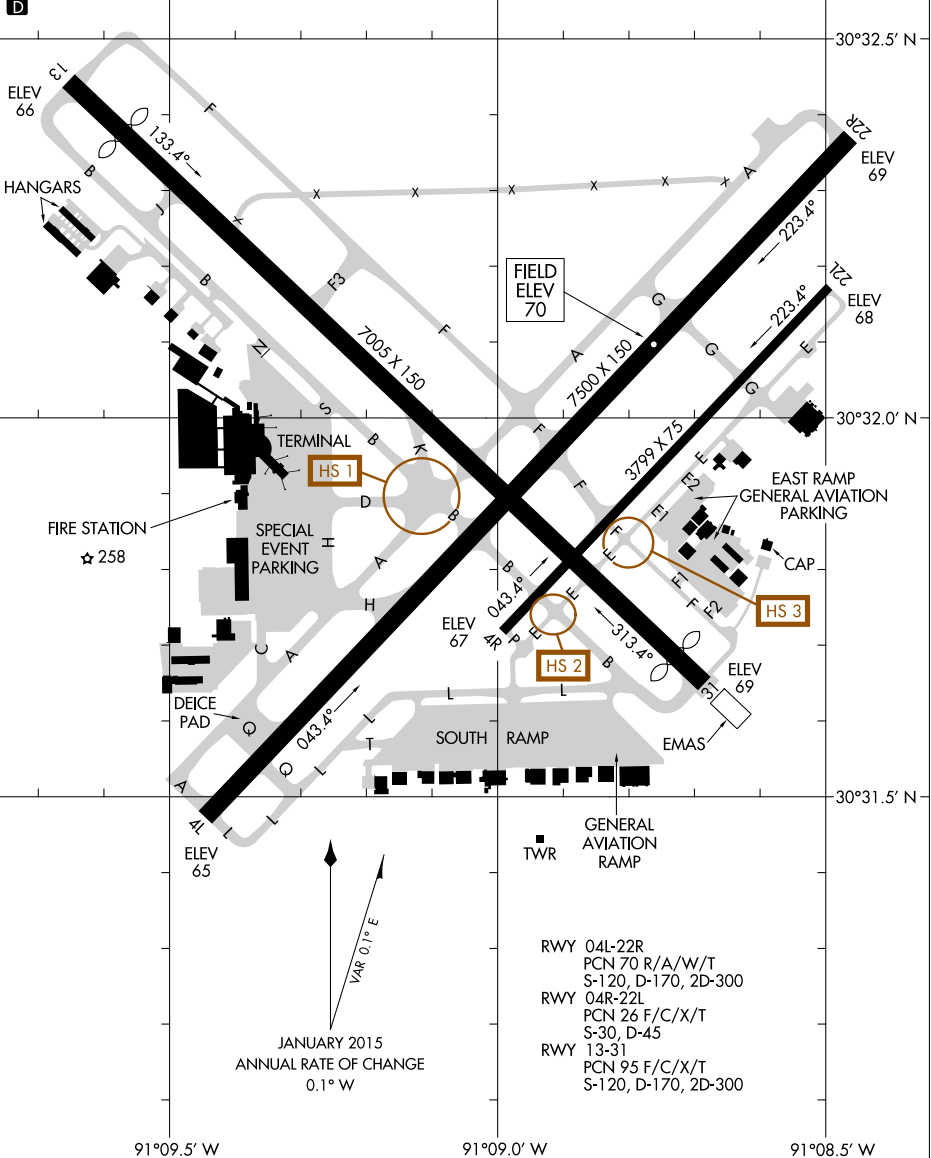 D
30°32.5' N
13
ELEV
66
F
133.4°
22R
ELEV
69
B
HANGARS
J
X
X
X
X
X
X
A
X
223.4°
B
F3
FIELD
ELEV
70
G
22L
ELEV
68
223.4°
F
7005 X 150
A
7500 X 150
G
E
Z1
G
S
30°32.0' N
B
K
F
3799 X 75
TERMINAL
HS 1
D
F
E
E2
EAST RAMP
GENERAL AVIATION
PARKING
B
E1
FIRE STATION
258
SPECIAL
EVENT
PARKING
H
A
F
E
CAP
B
F1
H
043.4°
E
F
F2
HS 3
ELEV
67
4R
P
E
313.4°
C
A
HS 2
B
ELEV
69
31
L
L
DEICE
PAD
Q
043.4°
L
T
SOUTH RAMP
EMAS
Q
L
A
30°31.5' N
4L
L
L
ELEV
65
TWR
GENERAL
AVIATION
RAMP
VAR 0.1° E
JANUARY 2015
ANNUAL RATE OF CHANGE
0.1° W
RWY 04L-22R
PCN 70 R/A/W/T
S-120, D-170, 2D-300
RWY 04R-22L
PCN 26 F/C/X/T
S-30, D-45
RWY 13-31
PCN 95 F/C/X/T
S-120, D-170, 2D-300
91°09.5' W
91°09.0' W
91°08.5' W